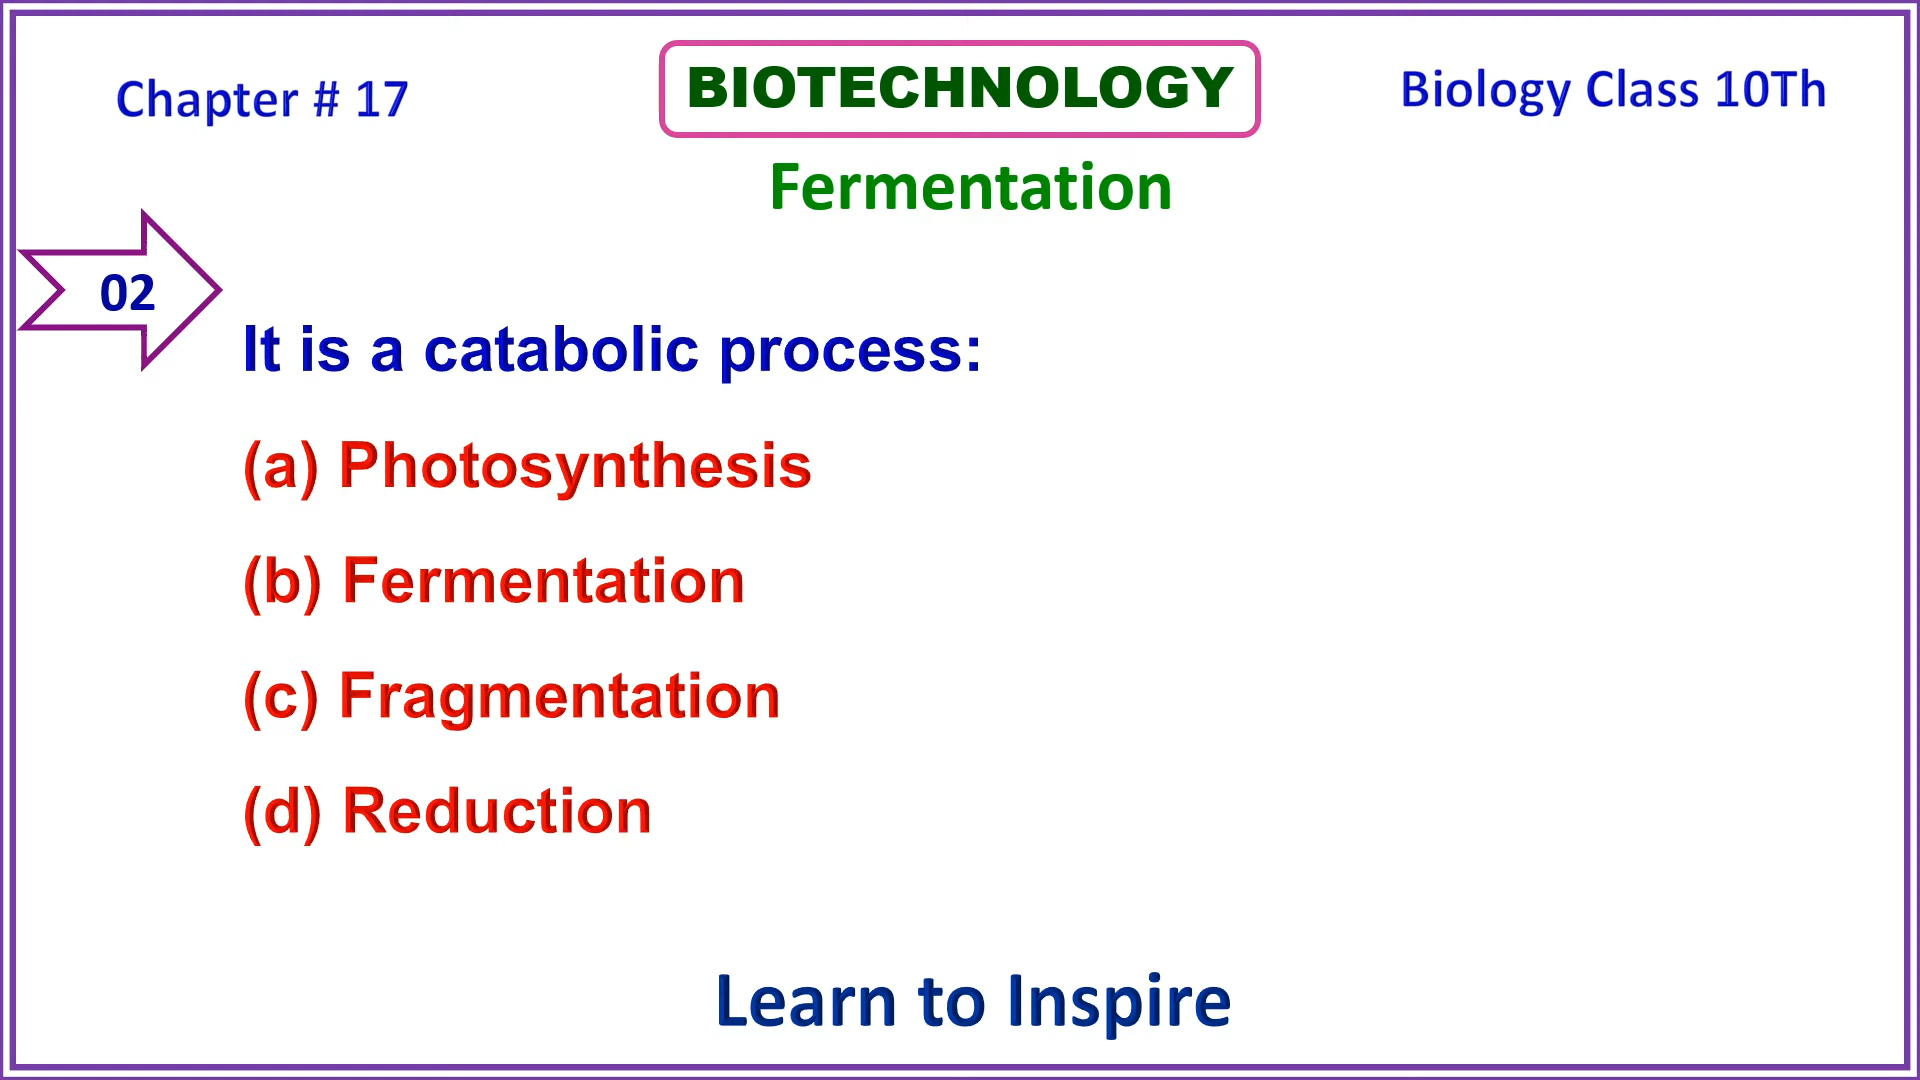 Chapter # 17
BIOTECHNOLOGY
Biology Class 10Th
Fermentation
02
It is a catabolic process:
(a) Photosynthesis
(b) Fermentation
(c) Fragmentation
(d) Reduction
Learn to Inspire